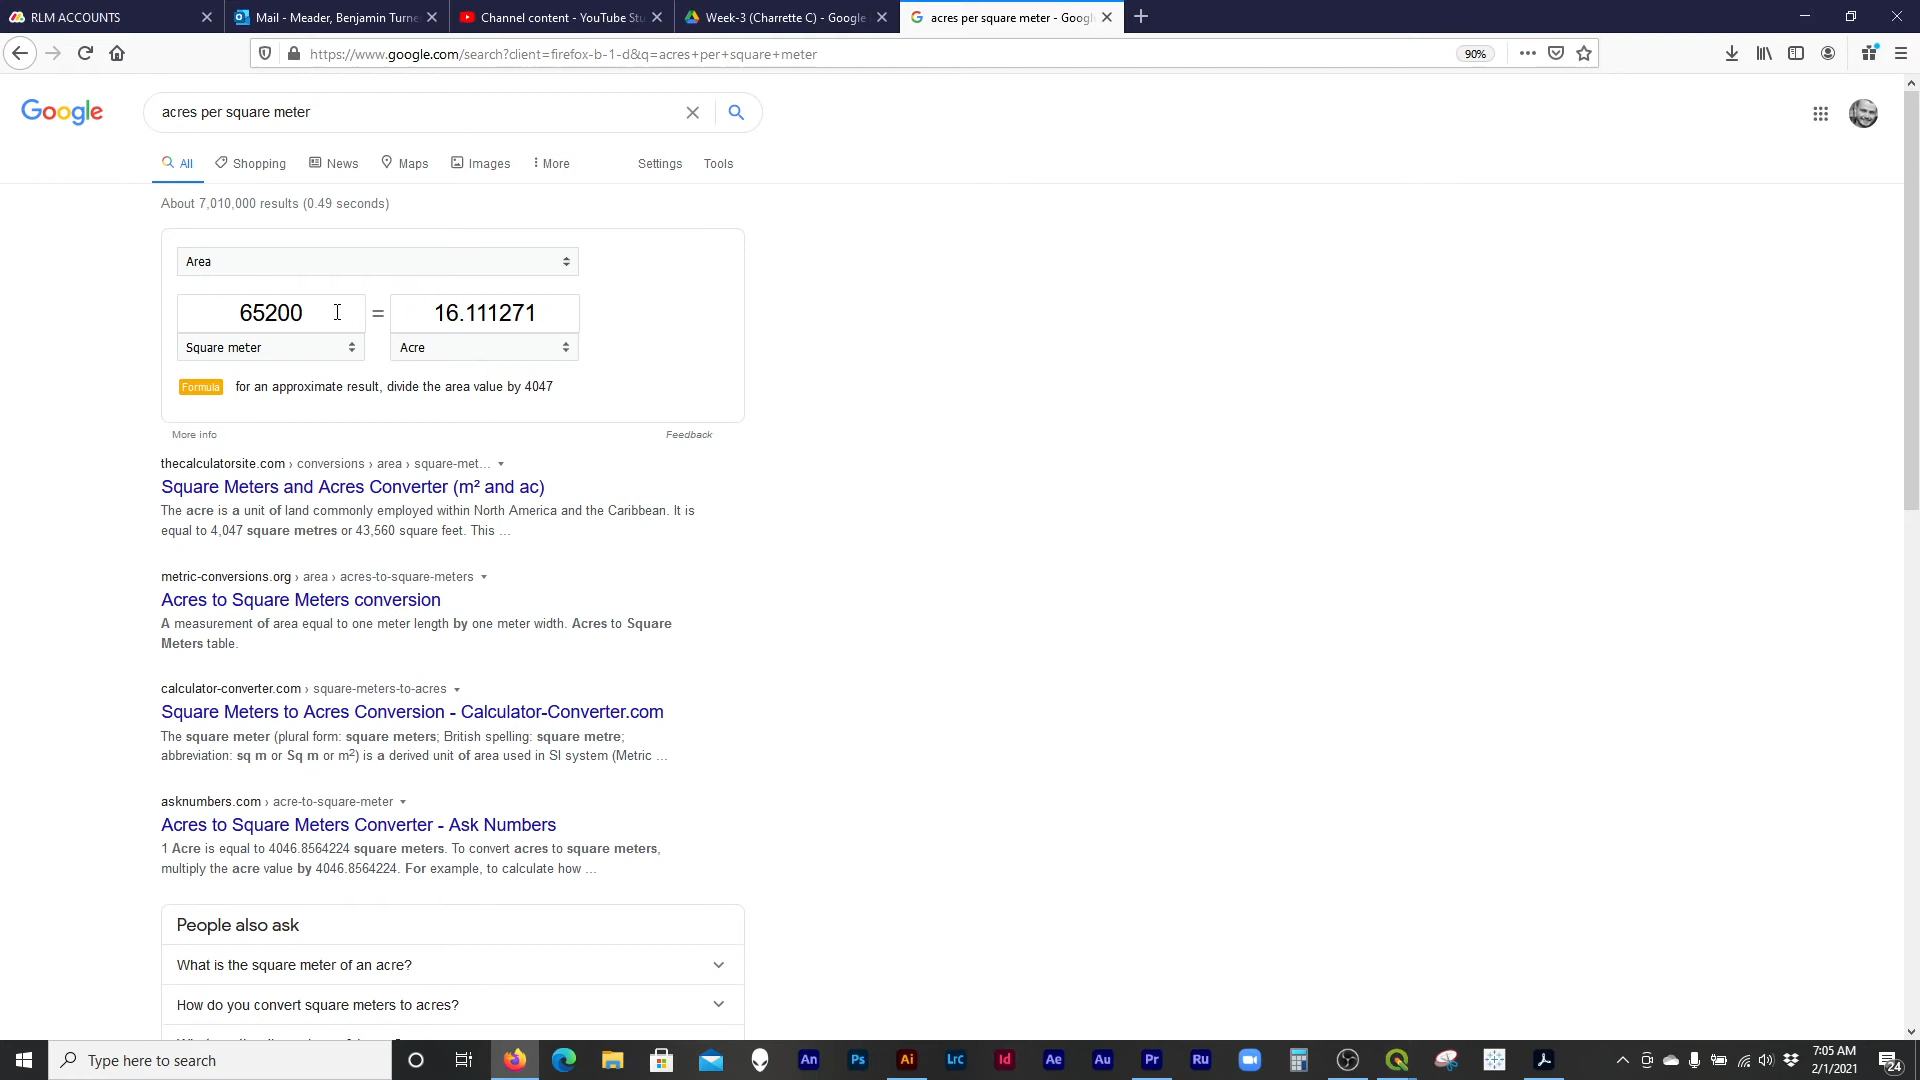 RLM ACCOUNTS
Mail - Meader, Benjamin Turne
Channel content - YouTube Stu
Week-3 (Charrette C) - Google
acres per square meter - Googl
https://www.google.com/search?client=firefox-b-1-d&q=acres+per+square+meter
90%
Google
acres per square meter
All
Shopping
News
Maps
Images
More
Settings
Tools
About 7,010,000 results (0.49 seconds)
Area
65200 = 16.111271
Square meter
Acre
Formula for an approximate result, divide the area value by 4047
More info
Feedback
thecalculatorsite.com › conversions › area › square-met...
Square Meters and Acres Converter (m² and ac)
The acre is a unit of land commonly employed within North America and the Caribbean. It is
equal to 4,047 square metres or 43,560 square feet. This ...
metric-conversions.org › area › acres-to-square-meters
Acres to Square Meters conversion
A measurement of area equal to one meter length by one meter width. Acres to Square
Meters table.
calculator-converter.com › square-meters-to-acres
Square Meters to Acres Conversion - Calculator-Converter.com
The square meter (plural form: square meters; British spelling: square metre;
abbreviation: sq m or Sq m or m²) is a derived unit of area used in SI system (Metric ...
asknumbers.com › acre-to-square-meter
Acres to Square Meters Converter - Ask Numbers
1 Acre is equal to 4046.8564224 square meters. To convert acres to square meters,
multiply the acre value by 4046.8564224. For example, to calculate how ...
People also ask
What is the square meter of an acre?
How do you convert square meters to acres?
Type here to search
An
Ps
Ai
Lrc
Id
Ae
Au
Pr
Ru
7:05 AM
2/1/2021
24